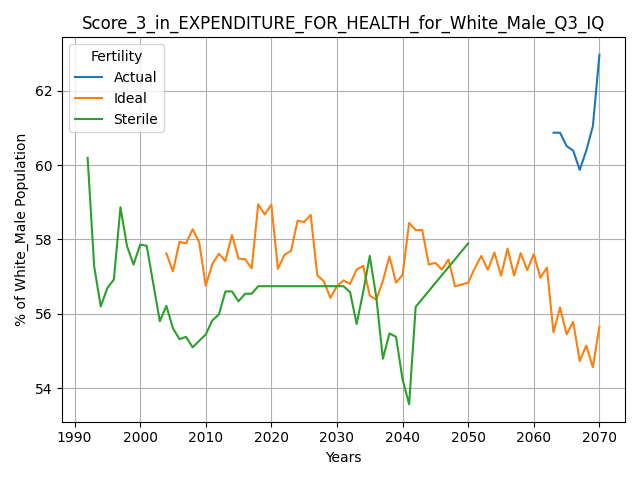 Score_3_in_EXPENDITURE_FOR_HEALTH_for_White_Male_Q3_IQ
Fertility
Actual
Ideal
Sterile
% of White_Male Population
62
60
58
56
54
1990
2000
2010
2020
2030
2040
2050
2060
2070
Years